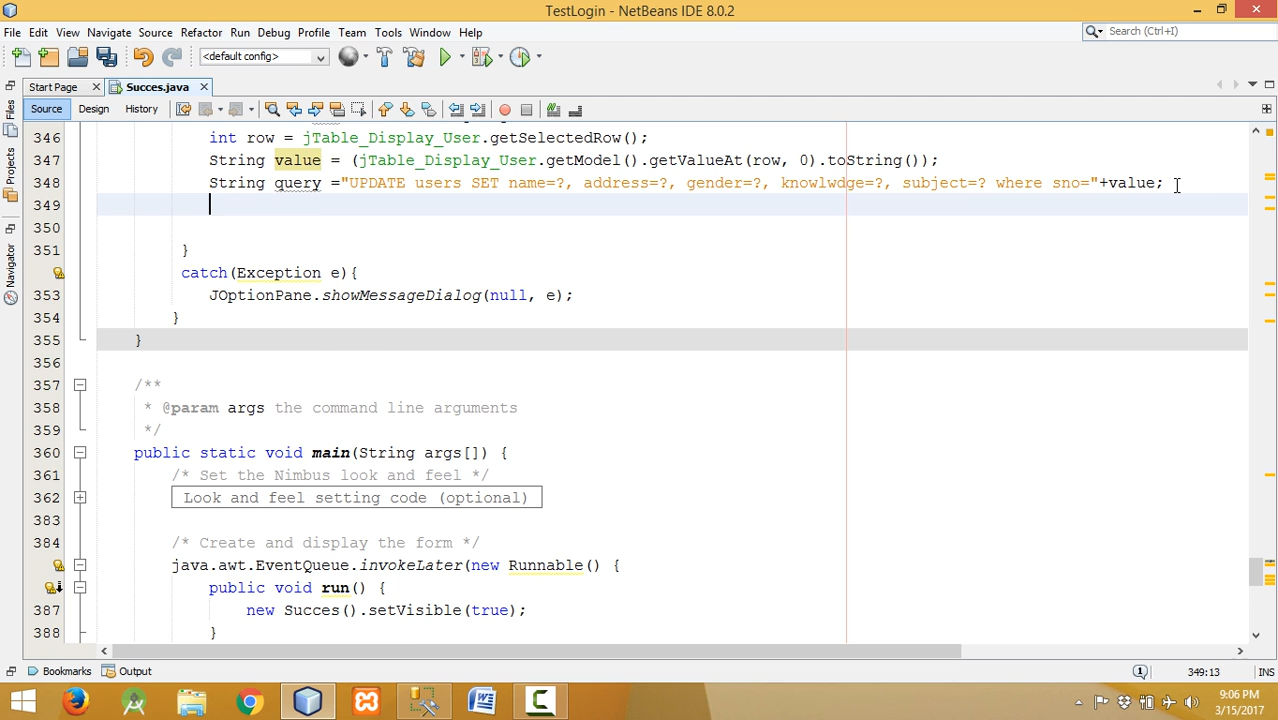 TestLogin - NetBeans IDE 8.0.2
File Edit View Navigate Source Refactor Run Debug Profile Team Tools Window Help
<default config>
Search (Ctrl+I)
Start Page Succes.java
Source Design History
Files
Projects
Navigator
346 int row = jTable_Display_User.getSelectedRow();
347 String value = (jTable_Display_User.getModel().getValueAt(row, 0).toString());
348 String query ="UPDATE users SET name=?, address=?, gender=?, knowlwdge=?, subject=? where sno="+value;
349
350
351 }
catch(Exception e){
353 JOptionPane.showMessageDialog(null, e);
354 }
355 }
356
357 /**
358 * @param args the command line arguments
359 */
360 public static void main(String args[]) {
361 /* Set the Nimbus look and feel */
362 Look and feel setting code (optional)
383
384 /* Create and display the form */
java.awt.EventQueue.invokeLater(new Runnable() {
public void run() {
387 new Succes().setVisible(true);
388 }
Bookmarks Output
1 349:13 INS
9:06 PM
3/15/2017